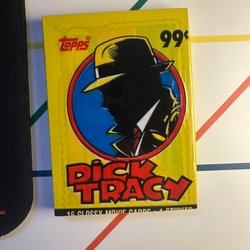 Topps 99¢
DICK
TRACY
16 GLOSSY MOVIE CARDS - 1 STICKER